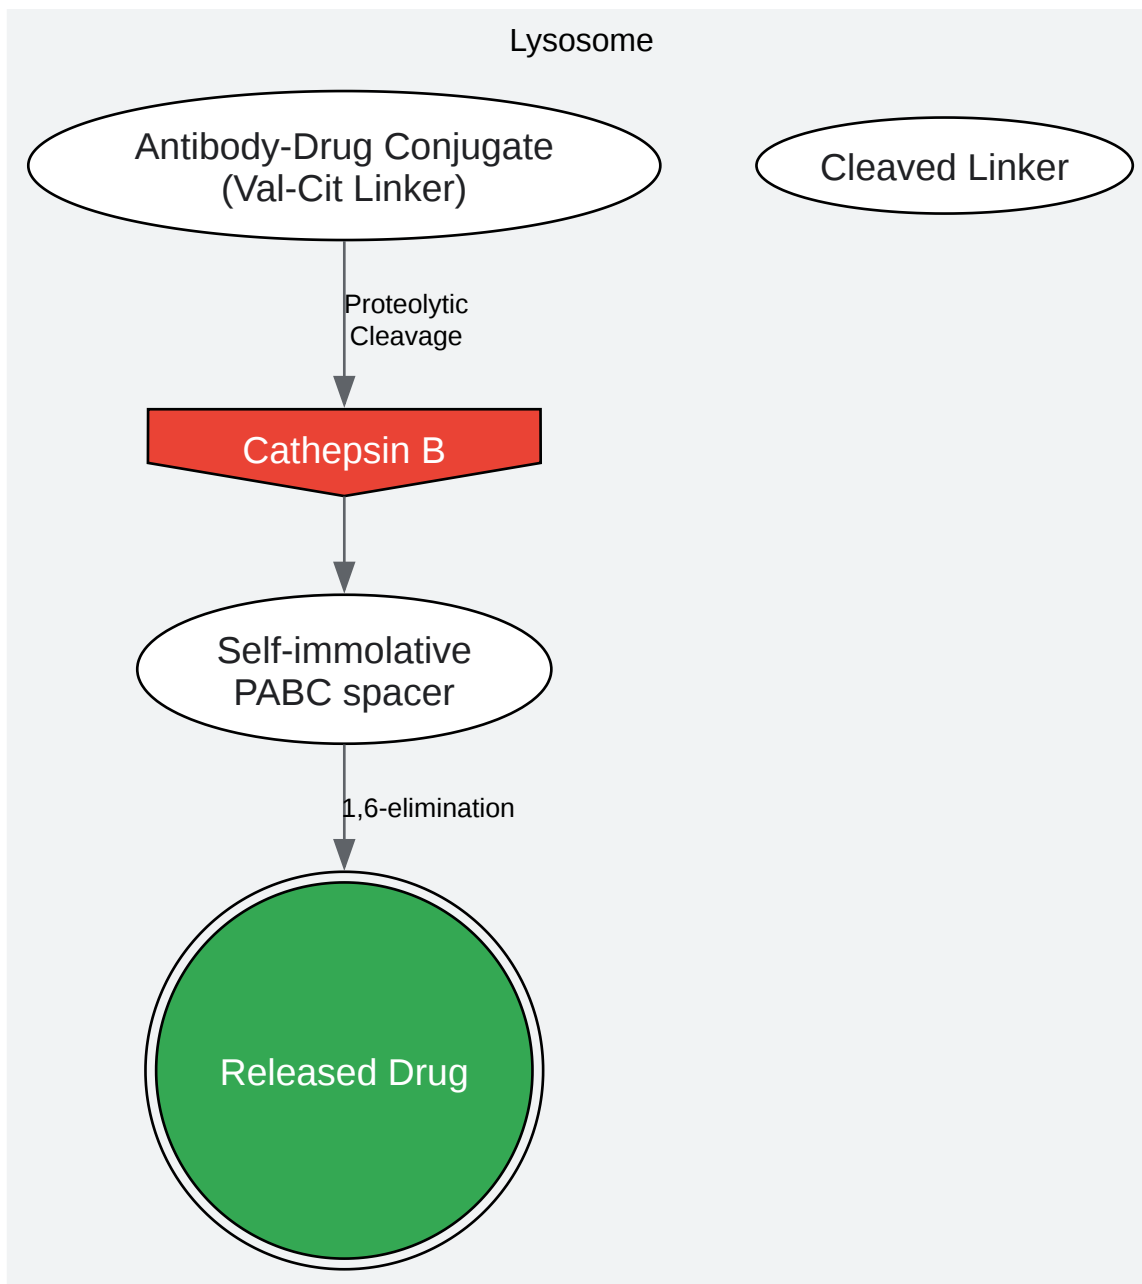 Lysosome
Antibody-Drug Conjugate
(Val-Cit Linker)
Cleaved Linker
Proteolytic
Cleavage
Cathepsin B
Self-immolative
PABC spacer
1,6-elimination
Released Drug